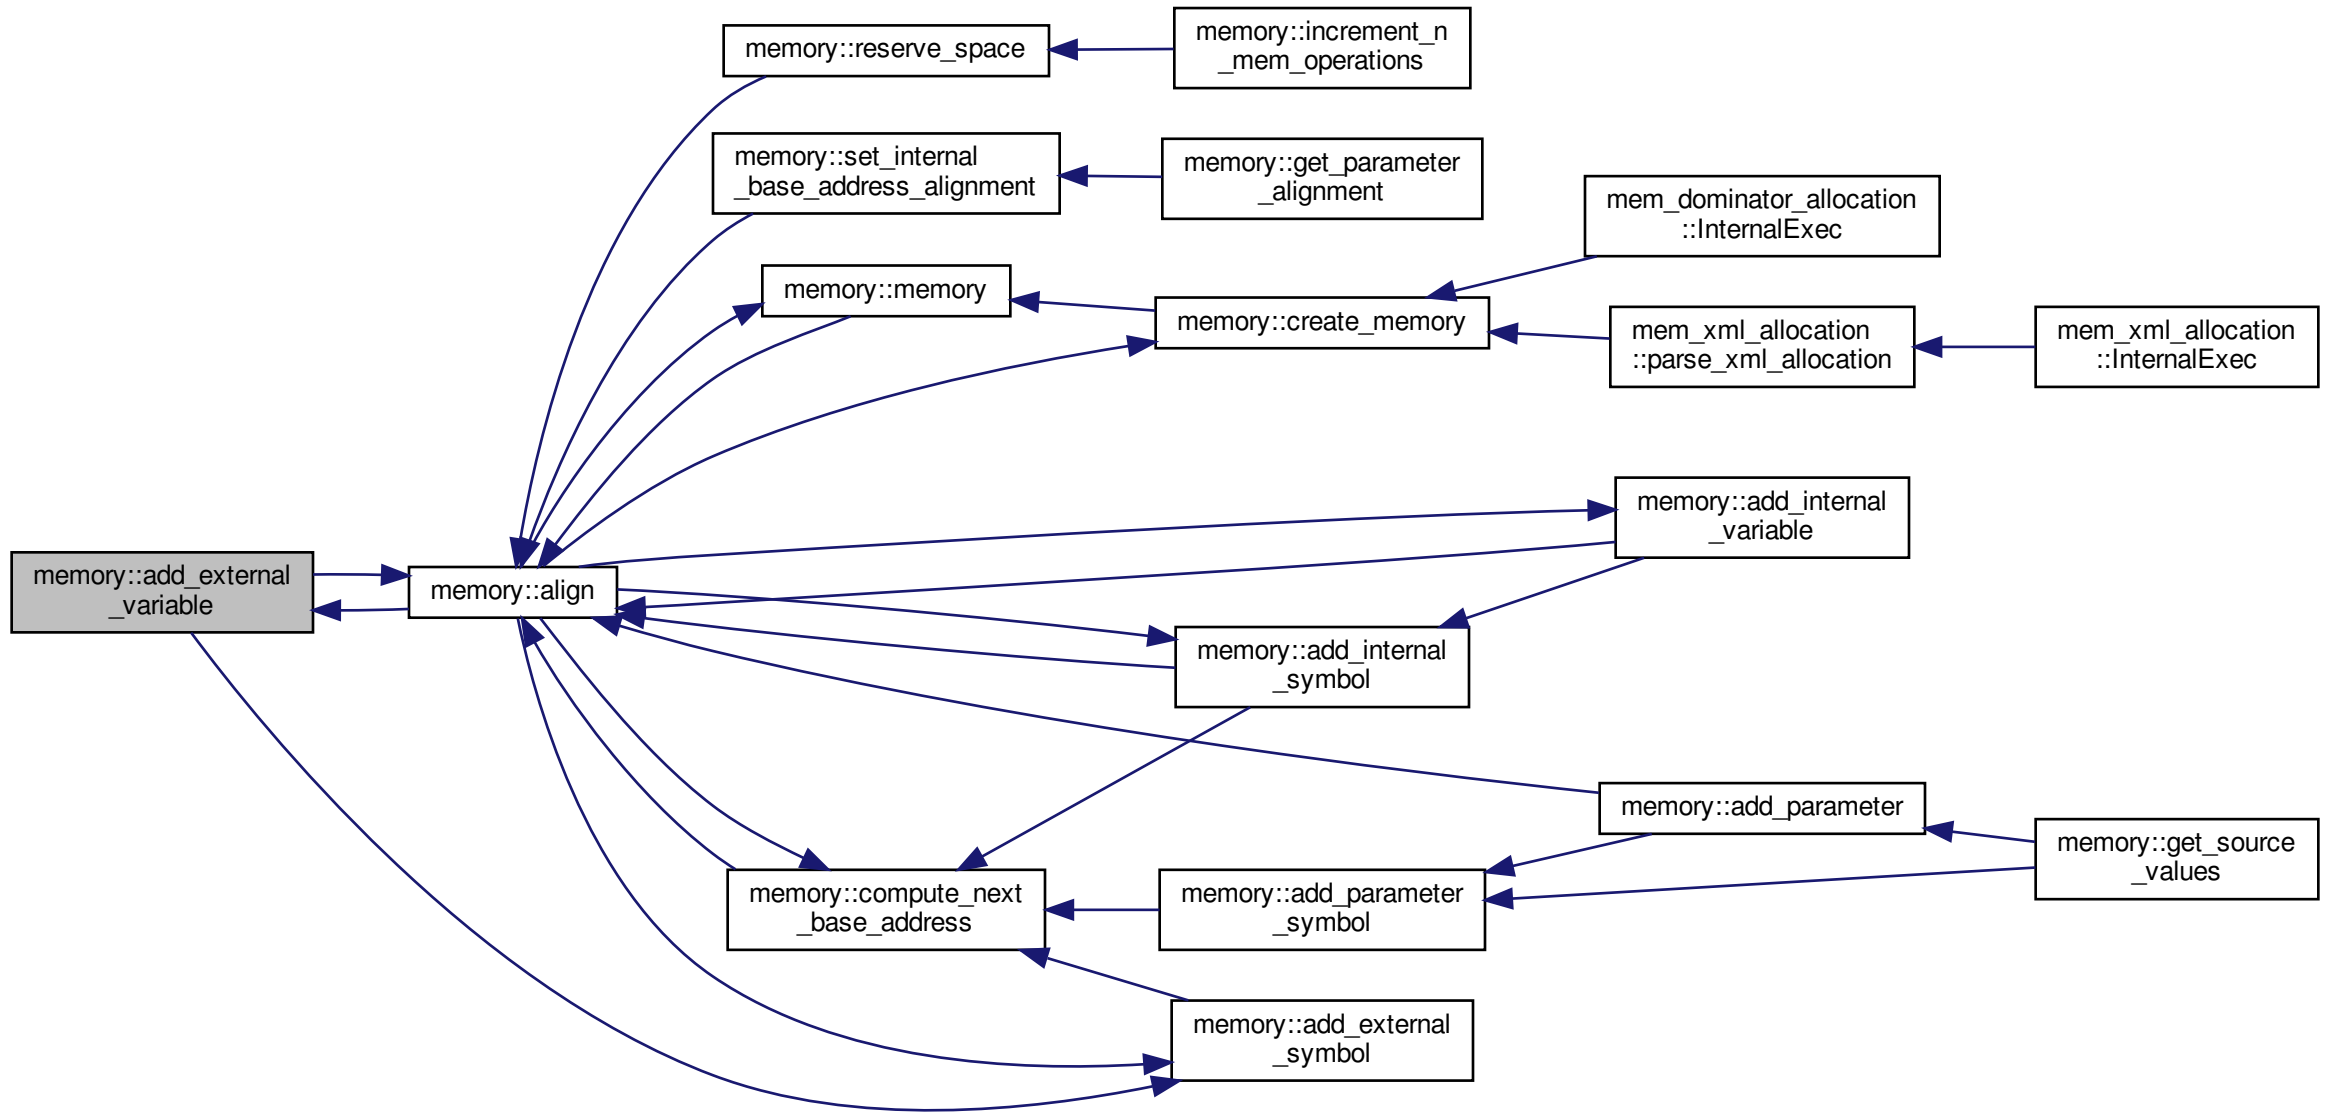 memory::reserve_space
memory::increment_n
_mem_operations
memory::set_internal
_base_address_alignment
memory::get_parameter
_alignment
mem_dominator_allocation
::InternalExec
memory::memory
memory::create_memory
mem_xml_allocation
::parse_xml_allocation
mem_xml_allocation
::InternalExec
memory::add_internal
_variable
memory::add_external
_variable
memory::align
memory::add_internal
_symbol
memory::add_parameter
memory::get_source
_values
memory::compute_next
_base_address
memory::add_parameter
_symbol
memory::add_external
_symbol